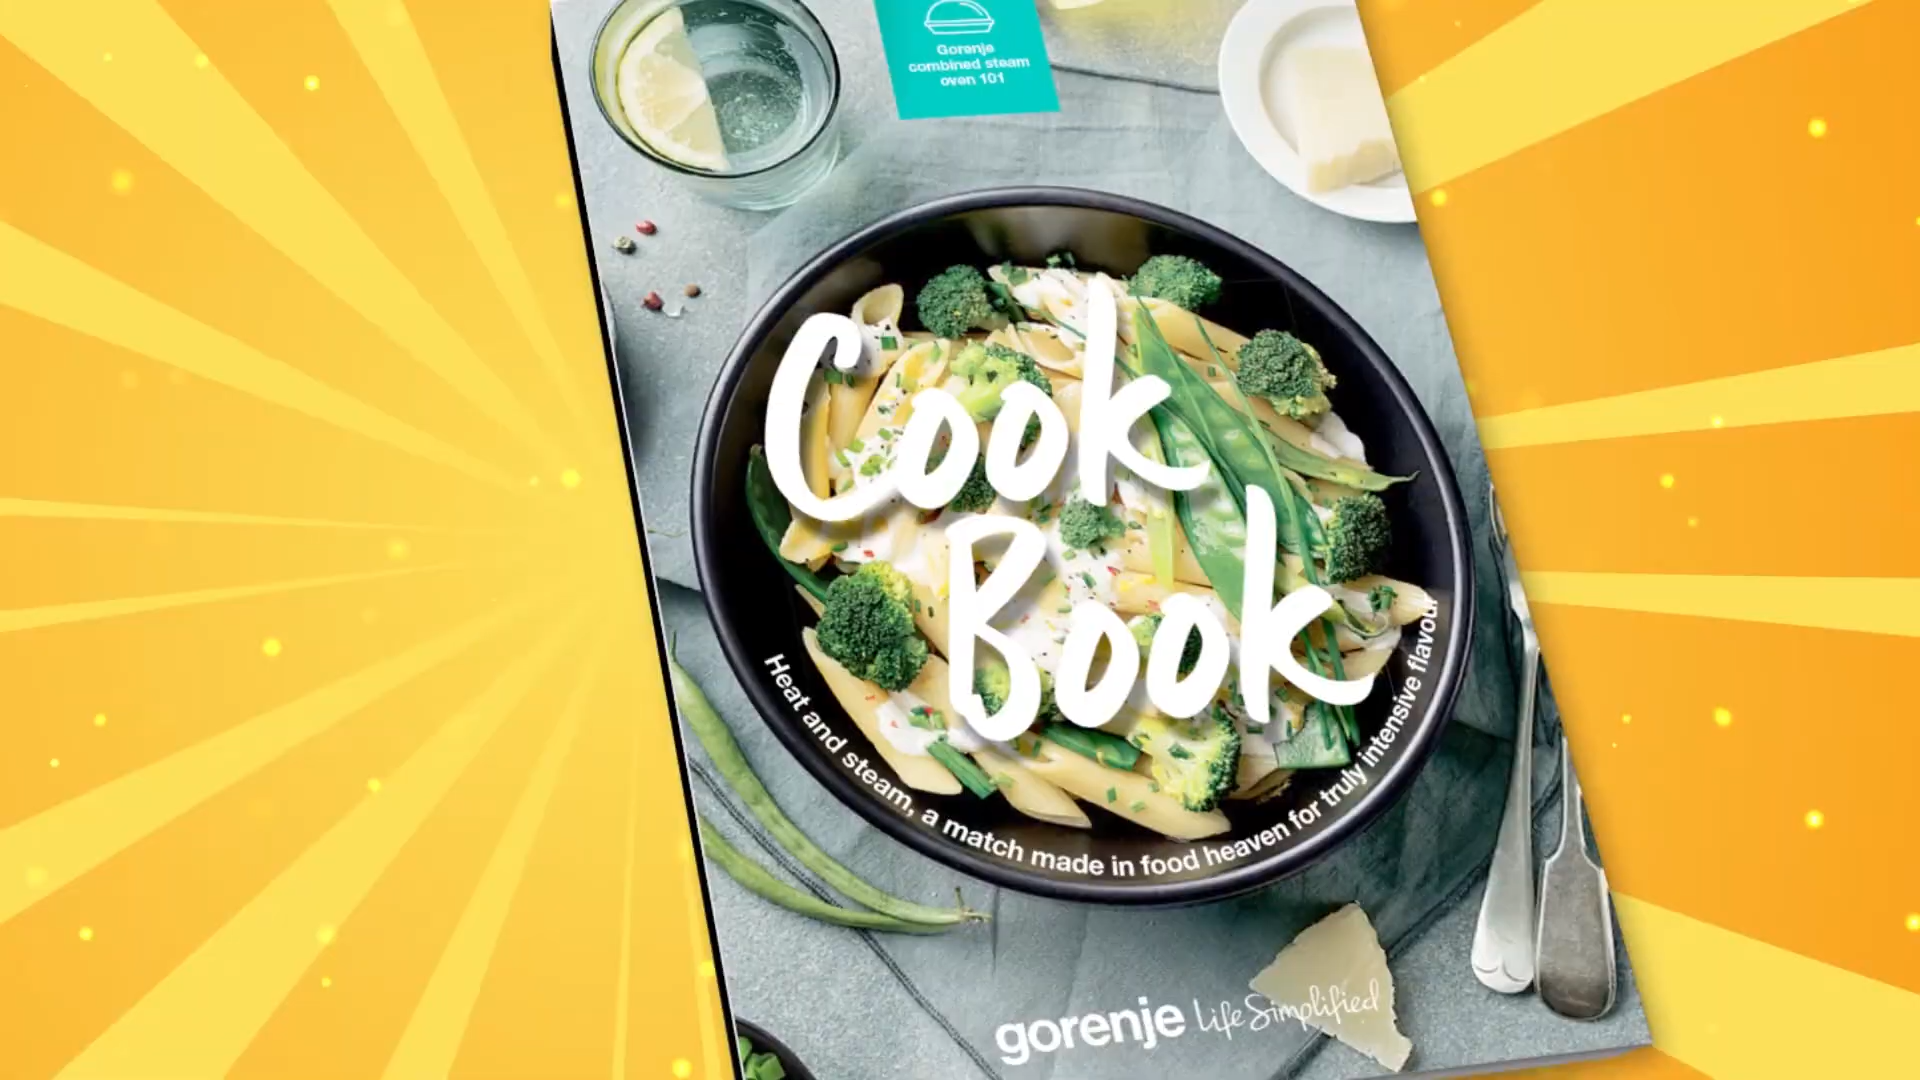 Gorenje
combined steam
oven 101
Cook
Book
Heat and steam, a match made in food heaven for truly intensive flavour
gorenje Life Simplified